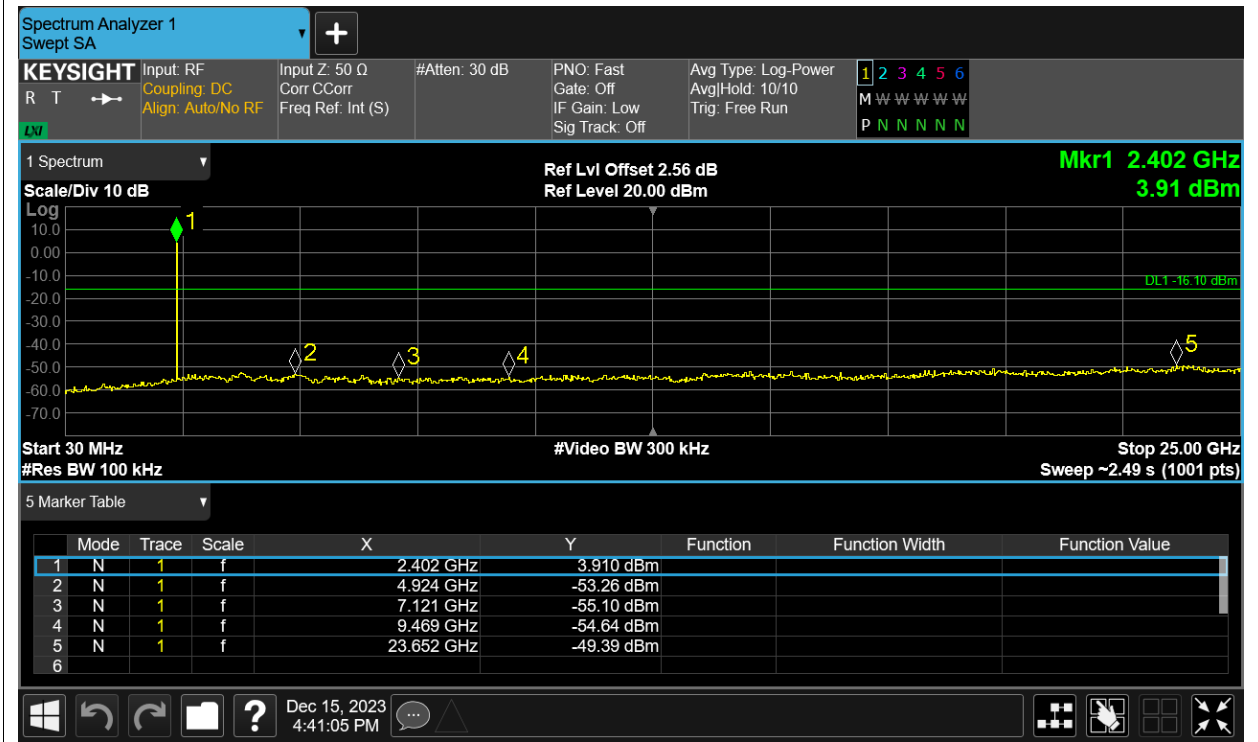 Spectrum Analyzer 1
Swept SA
KEYSIGHT
R T
LXI
Input: RF
Coupling: DC
Align: Auto/No RF
Input Z: 50 Ω
Corr CCorr
Freq Ref: Int (S)
#Atten: 30 dB
PNO: Fast
Gate: Off
IF Gain: Low
Sig Track: Off
Avg Type: Log-Power
Avg|Hold: 10/10
Trig: Free Run
1 2 3 4 5 6
M W W W W W
P N N N N N
1 Spectrum
Scale/Div 10 dB
Ref Lvl Offset 2.56 dB
Ref Level 20.00 dBm
Mkr1 2.402 GHz
3.91 dBm
Log
10.0
0.00
-10.0
-20.0
-30.0
-40.0
-50.0
-60.0
-70.0
1
DL1 -16.10 dBm
2
3
4
5
Start 30 MHz
#Video BW 300 kHz
Stop 25.00 GHz
#Res BW 100 kHz
Sweep ~2.49 s (1001 pts)
5 Marker Table
Mode Trace Scale X Y Function Function Width Function Value
1 N 1 f 2.402 GHz 3.910 dBm
2 N 1 f 4.924 GHz -53.26 dBm
3 N 1 f 7.121 GHz -55.10 dBm
4 N 1 f 9.469 GHz -54.64 dBm
5 N 1 f 23.652 GHz -49.39 dBm
6
?
Dec 15, 2023
4:41:05 PM